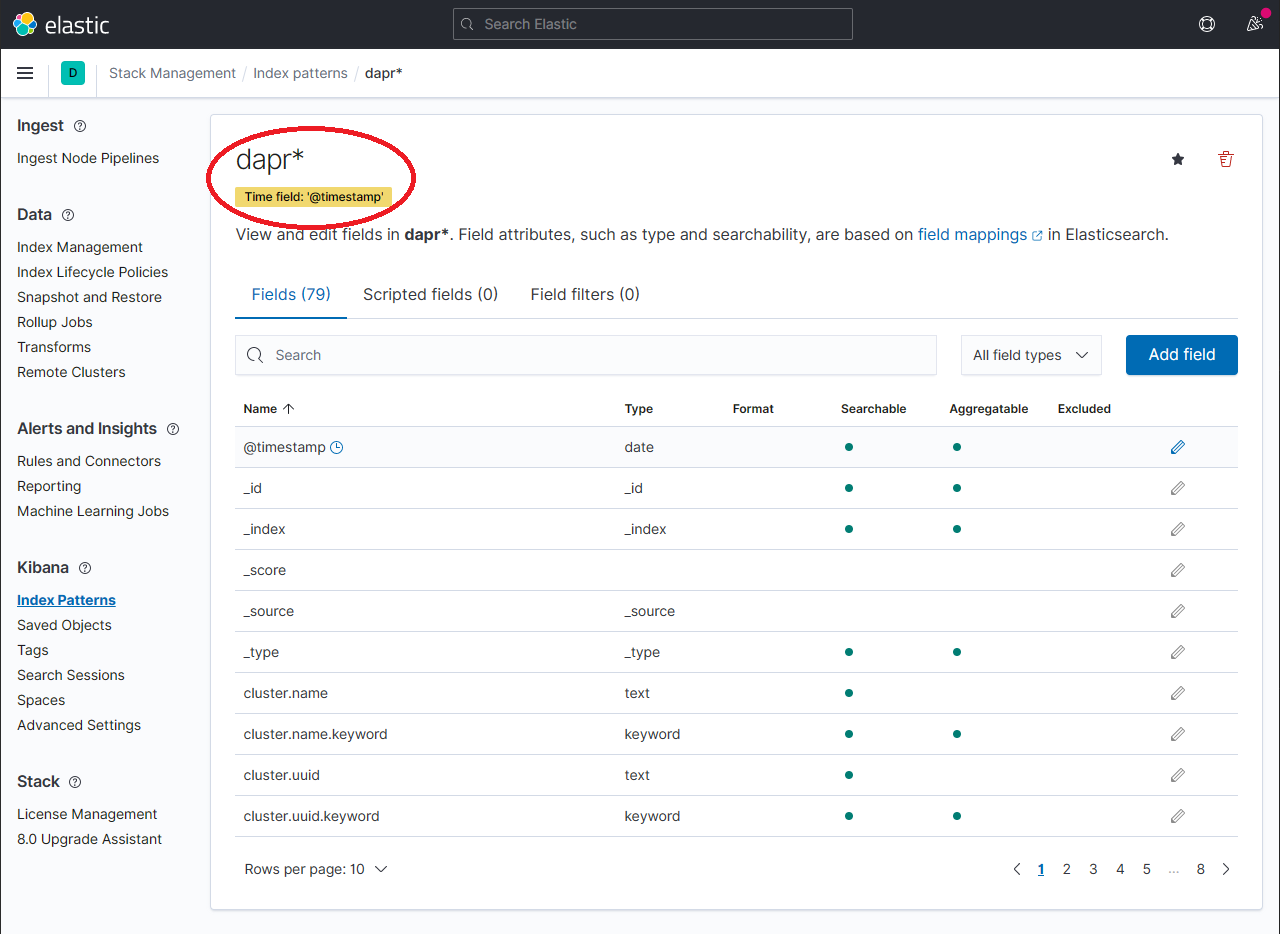 elastic
Search Elastic
D
Stack Management / Index patterns / dapr*
Ingest
Ingest Node Pipelines
Data
Index Management
Index Lifecycle Policies
Snapshot and Restore
Rollup Jobs
Transforms
Remote Clusters
Alerts and Insights
Rules and Connectors
Reporting
Machine Learning Jobs
Kibana
Index Patterns
Saved Objects
Tags
Search Sessions
Spaces
Advanced Settings
Stack
License Management
8.0 Upgrade Assistant
dapr*
Time field: '@timestamp'
View and edit fields in dapr*. Field attributes, such as type and searchability, are based on field mappings in Elasticsearch.
Fields (79) Scripted fields (0) Field filters (0)
Search All field types Add field
Name Type Format Searchable Aggregatable Excluded
@timestamp date
_id _id
_index _index
_score
_source _source
_type _type
cluster.name text
cluster.name.keyword keyword
cluster.uuid text
cluster.uuid.keyword keyword
Rows per page: 10 1 2 3 4 5 ... 8